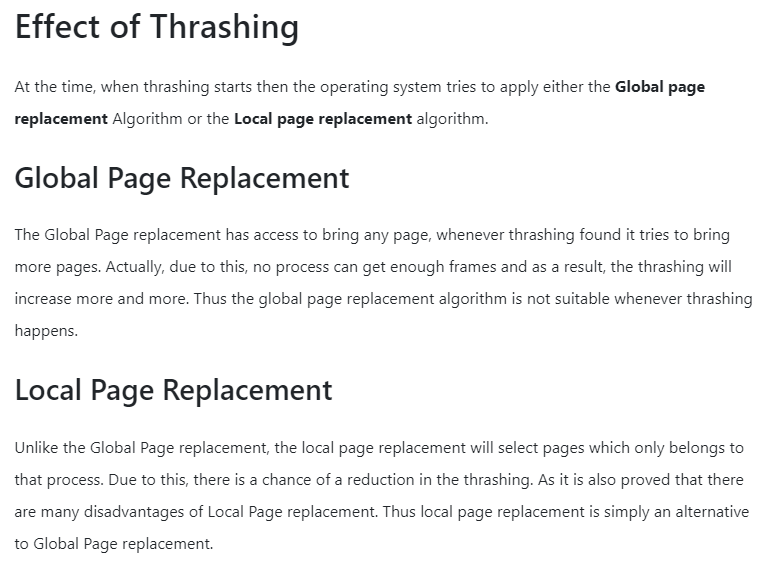 Effect of Thrashing
At the time, when thrashing starts then the operating system tries to apply either the Global page
replacement Algorithm or the Local page replacement algorithm.
Global Page Replacement
The Global Page replacement has access to bring any page, whenever thrashing found it tries to bring
more pages. Actually, due to this, no process can get enough frames and as a result, the thrashing will
increase more and more. Thus the global page replacement algorithm is not suitable whenever thrashing
happens.
Local Page Replacement
Unlike the Global Page replacement, the local page replacement will select pages which only belongs to
that process. Due to this, there is a chance of a reduction in the thrashing. As it is also proved that there
are many disadvantages of Local Page replacement. Thus local page replacement is simply an alternative
to Global Page replacement.